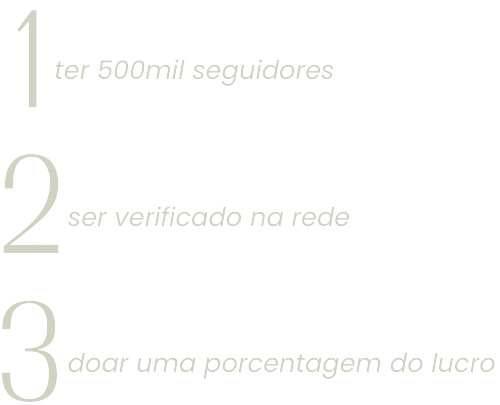 1 ter 500mil seguidores
2 ser verificado na rede
3 doar uma porcentagem do lucro